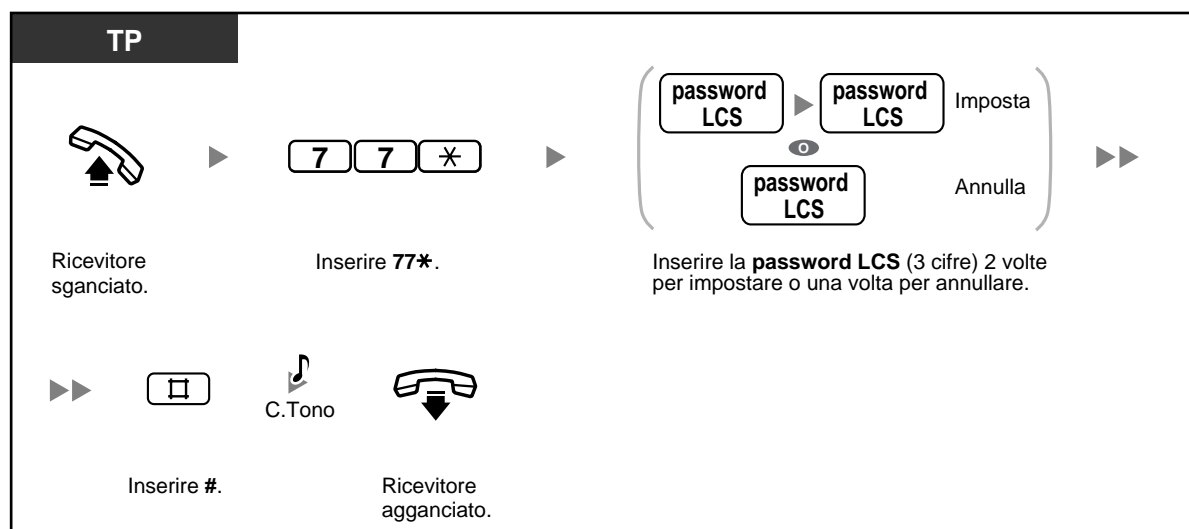 TP
password LCS
password LCS
Imposta
7 7 ✳
o
password LCS
Annulla
Ricevitore
sganciato.
Inserire 77✳.
Inserire la password LCS (3 cifre) 2 volte
per impostare o una volta per annullare.
#
C.Tono
Inserire #.
Ricevitore
agganciato.